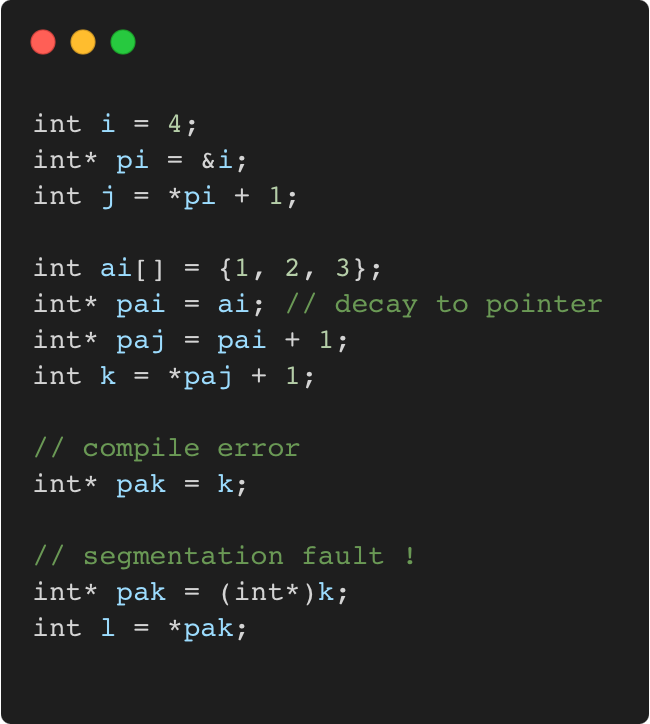 int i = 4;
int* pi = &i;
int j = *pi + 1;
int ai[] = {1, 2, 3};
int* pai = ai; // decay to pointer
int* paj = pai + 1;
int k = *paj + 1;
// compile error
int* pak = k;
// segmentation fault !
int* pak = (int*)k;
int l = *pak;